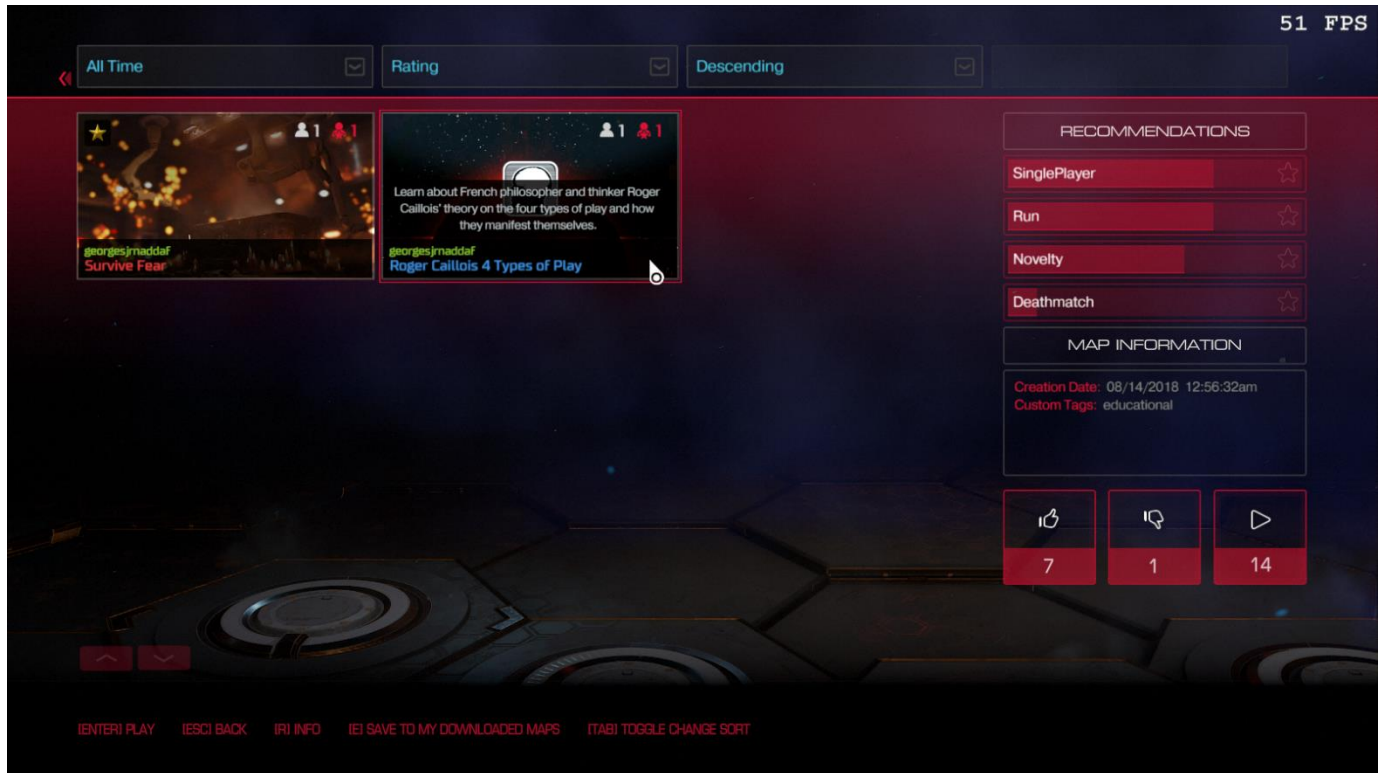 51 FPS
All Time
Rating
Descending
1 1
georgesjrnaddaf
Survive Fear
1 1
Learn about French philosopher and thinker Roger
Caillois' theory on the four types of play and how
they manifest themselves.
georgesjrnaddaf
Roger Caillois 4 Types of Play
RECOMMENDATIONS
SinglePlayer
Run
Novelty
Deathmatch
MAP INFORMATION
Creation Date: 08/14/2018 12:56:32am
Custom Tags: educational
7
1
14
[ENTER] PLAY [ESC] BACK [R] INFO [E] SAVE TO MY DOWNLOADED MAPS [TAB] TOGGLE CHANGE SORT